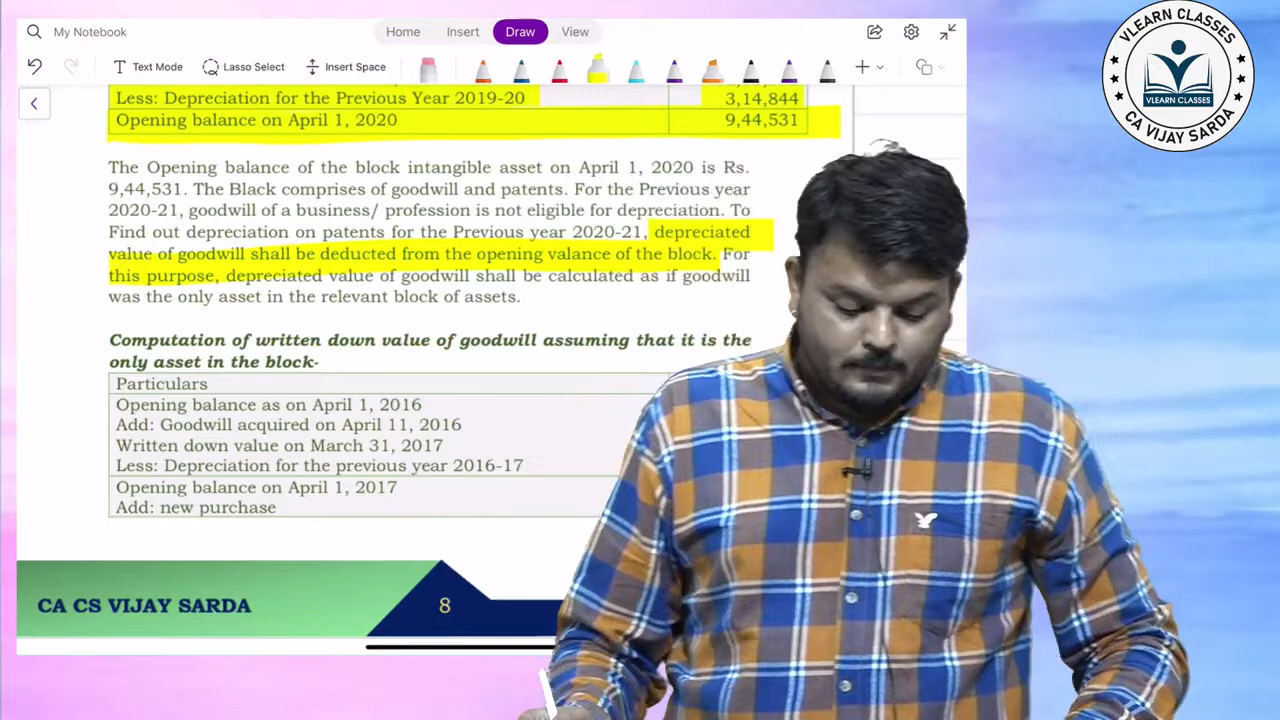 My Notebook
Home Insert Draw View
Text Mode Lasso Select Insert Space
Less: Depreciation for the Previous Year 2019-20 3,14,844
Opening balance on April 1, 2020 9,44,531
The Opening balance of the block intangible asset on April 1, 2020 is Rs.
9,44,531. The Black comprises of goodwill and patents. For the Previous year
2020-21, goodwill of a business/ profession is not eligible for depreciation. To
Find out depreciation on patents for the Previous year 2020-21, depreciated
value of goodwill shall be deducted from the opening valance of the block. For
this purpose, depreciated value of goodwill shall be calculated as if goodwill
was the only asset in the relevant block of assets.
Computation of written down value of goodwill assuming that it is the
only asset in the block-
Particulars
Opening balance as on April 1, 2016
Add: Goodwill acquired on April 11, 2016
Written down value on March 31, 2017
Less: Depreciation for the previous year 2016-17
Opening balance on April 1, 2017
Add: new purchase
CA CS VIJAY SARDA
8
VLEARN CLASSES
VLEARN CLASSES
CA VIJAY SARDA